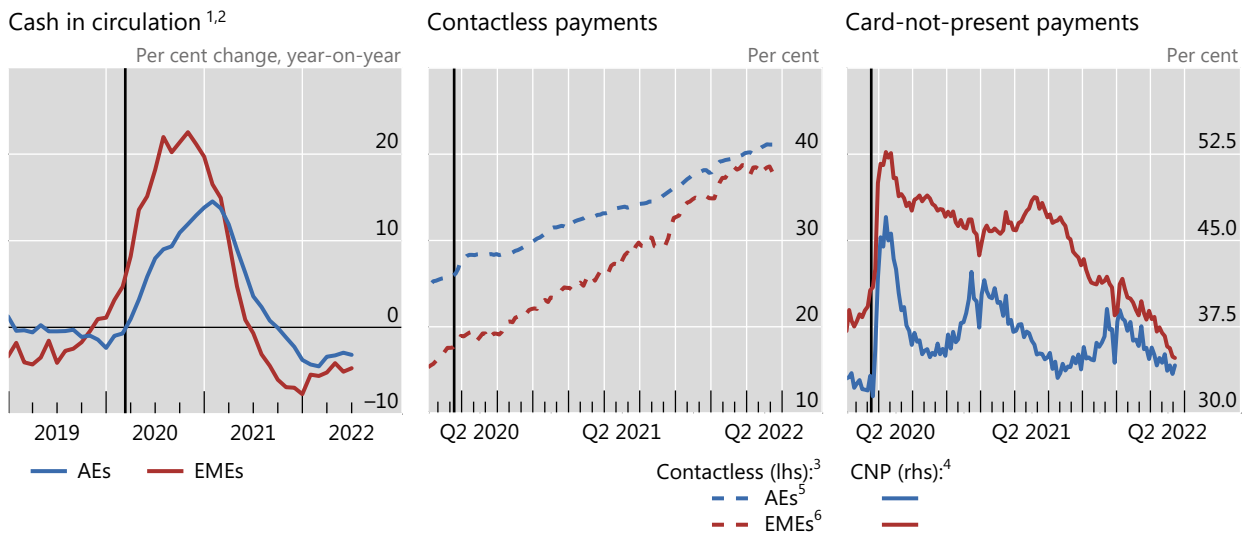 Cash in circulation 1,2
Per cent change, year-on-year
20
10
0
–10
2019 2020 2021 2022
AEs EMEs
Contactless payments
Per cent
40
30
20
10
Q2 2020 Q2 2021 Q2 2022
Card-not-present payments
Per cent
52.5
45.0
37.5
30.0
Q2 2020 Q2 2021 Q2 2022
Contactless (lhs):3 CNP (rhs):4
AEs5
EMEs6